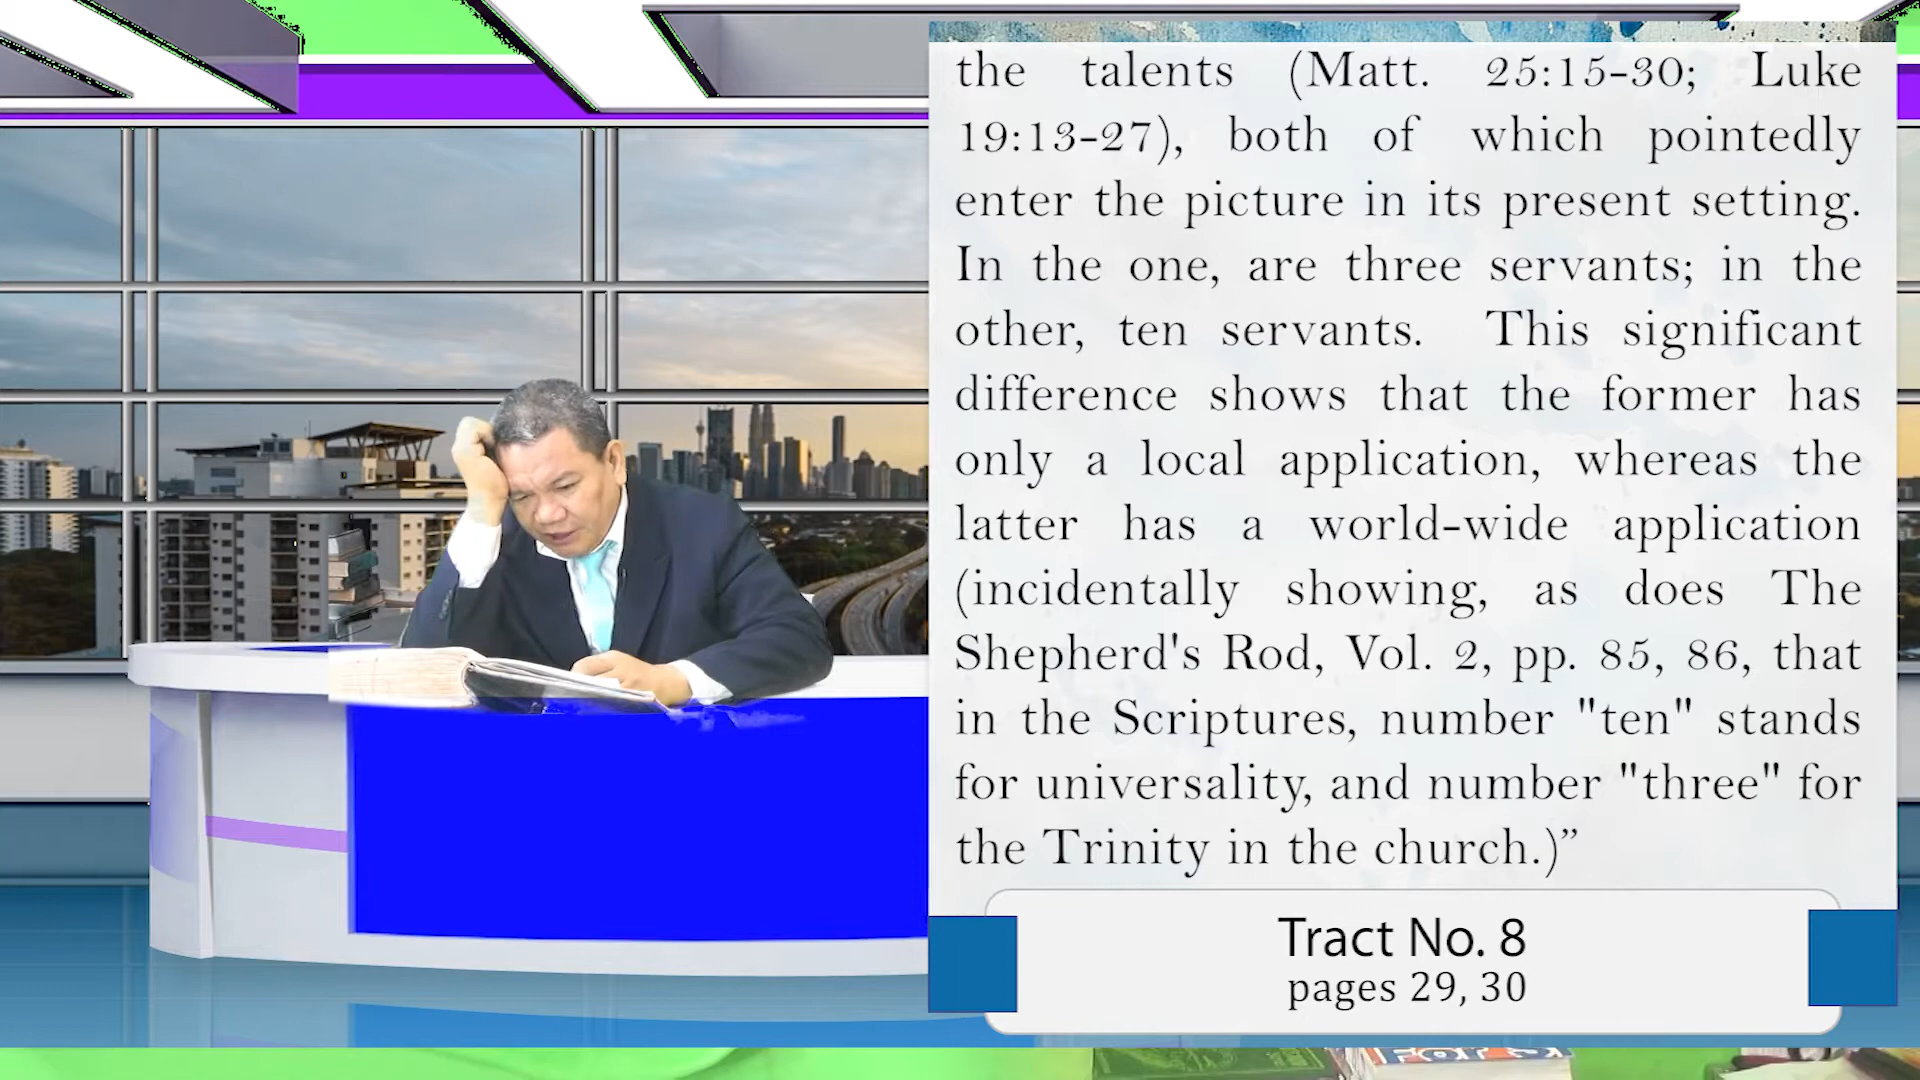 the talents (Matt. 25:15-30; Luke
19:13-27), both of which pointedly
enter the picture in its present setting.
In the one, are three servants; in the
other, ten servants. This significant
difference shows that the former has
only a local application, whereas the
latter has a world-wide application
(incidentally showing, as does The
Shepherd's Rod, Vol. 2, pp. 85, 86, that
in the Scriptures, number "ten" stands
for universality, and number "three" for
the Trinity in the church.)”
Tract No. 8
pages 29, 30